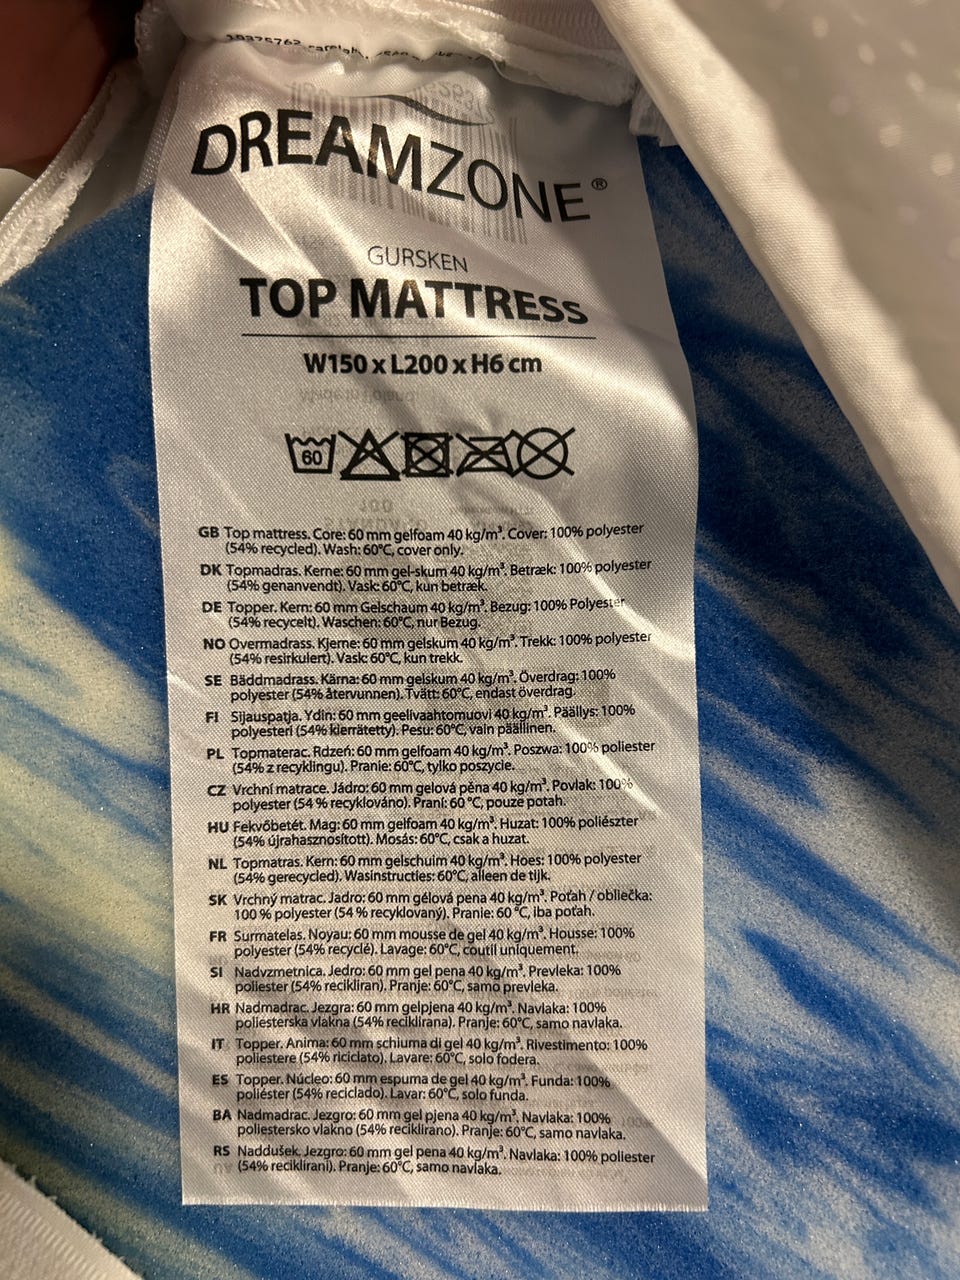 DREAMZONE®
GURSKEN
TOP MATTRESS
W150 x L200 x H6 cm
60
GB Top mattress. Core: 60 mm gelfoam 40 kg/m³. Cover: 100% polyester
(54% recycled). Wash: 60°C, cover only.
DK Topmadras. Kerne: 60 mm gel-skum 40 kg/m³. Betræk: 100% polyester
(54% genanvendt). Vask: 60°C, kun betræk.
DE Topper. Kern: 60 mm Gelschaum 40 kg/m³. Bezug: 100% Polyester
(54% recycelt). Waschen: 60°C, nur Bezug.
NO Overmadrass. Kjerne: 60 mm gelskum 40 kg/m³. Trekk: 100% polyester
(54% resirkulert). Vask: 60°C, kun trekk.
SE Bäddmadrass. Kärna: 60 mm gelskum 40 kg/m³. Överdrag: 100%
polyester (54% återvunnen). Tvätt: 60°C, endast överdrag.
FI Sijauspatja. Ydin: 60 mm geelivaahtomuovi 40 kg/m³. Päällys: 100%
polyesteri (54% kierrätetty). Pesu: 60°C, vain päällinen.
PL Topmaterac. Rdzeń: 60 mm gelfoam 40 kg/m³. Poszwa: 100% poliester
(54% z recyklingu). Pranie: 60°C, tylko poszycie.
CZ Vrchní matrace. Jádro: 60 mm gelová pěna 40 kg/m³. Povlak: 100%
polyester (54 % recyklováno). Praní: 60 °C, pouze potah.
HU Fekvőbetét. Mag: 60 mm gelfoam 40 kg/m³. Huzat: 100% poliészter
(54% újrahasznosított). Mosás: 60°C, csak a huzat.
NL Topmatras. Kern: 60 mm gelschuim 40 kg/m³. Hoes: 100% polyester
(54% gerecycled). Wasinstructies: 60°C, alleen de tijk.
SK Vrchný matrac. Jadro: 60 mm gélová pena 40 kg/m³. Poťah / obliečka:
100 % polyester (54 % recyklovaný). Pranie: 60 °C, iba poťah.
FR Surmatelas. Noyau: 60 mm mousse de gel 40 kg/m³. Housse: 100%
polyester (54% recyclé). Lavage: 60°C, coutil uniquement.
SI Nadvzmetnica. Jedro: 60 mm gel pena 40 kg/m³. Prevleka: 100%
poliester (54% recikliran). Pranje: 60°C, samo prevleka.
HR Nadmadrac. Jezgra: 60 mm gelpjena 40 kg/m³. Navlaka: 100%
poliesterska vlakna (54% reciklirana). Pranje: 60°C, samo navlaka.
IT Topper. Anima: 60 mm schiuma di gel 40 kg/m³. Rivestimento: 100%
poliestere (54% riciclato). Lavare: 60°C, solo fodera.
ES Topper. Núcleo: 60 mm espuma de gel 40 kg/m³. Funda: 100%
poliéster (54% reciclado). Lavar: 60°C, solo funda.
BA Nadmadrac. Jezgro: 60 mm gel pjena 40 kg/m³. Navlaka: 100%
poliestersko vlakno (54% reciklirano). Pranje: 60°C, samo navlaka.
RS Naddušek. Jezgro: 60 mm gel pena 40 kg/m³. Navlaka: 100% poliester
(54% reciklirani). Pranje: 60°C, samo navlaka.